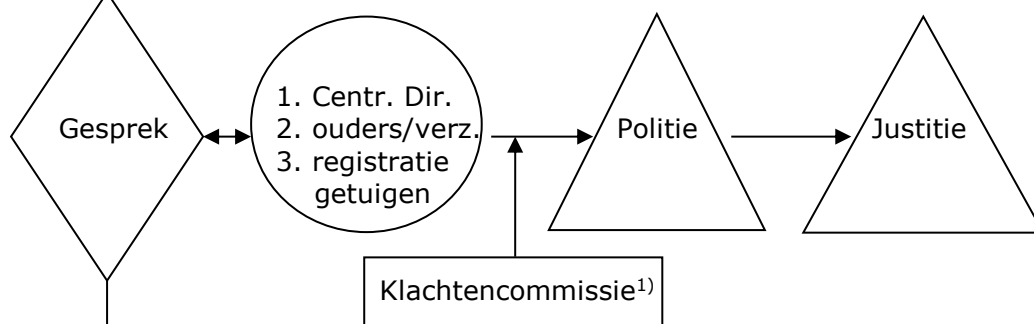 Gesprek
1. Centr. Dir.
2. ouders/verz.
3. registratie
getuigen
Politie
Justitie
Klachtencommissie¹⁾